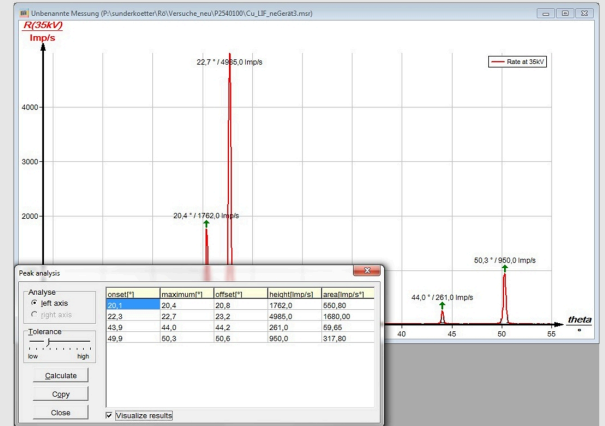 Unbenannte Messung (P:\sunderkoetter\Rö\Versuche_neu\P2540100\Cu_LIF_neGerät3.msr)
R(35kV)
Imp/s
22,7 ° / 4985,0 Imp/s
Rate at 35kV
4000
3000
20,4 ° / 1762,0 Imp/s
2000
50,3 ° / 950,0 Imp/s
44,0 ° / 261,0 Imp/s
theta
40 45 55 °
Peak analysis
Analyse
left axis
right axis
Tolerance
low high
Calculate
Copy
Close
onset[°] maximum[°] offset[°] height[Imp/s] area[Imp/s*°]
20,1 20,4 20,8 1762,0 550,80
22,3 22,7 23,2 4985,0 1680,00
43,9 44,0 44,2 261,0 59,65
49,9 50,3 50,6 950,0 317,80
Visualize results